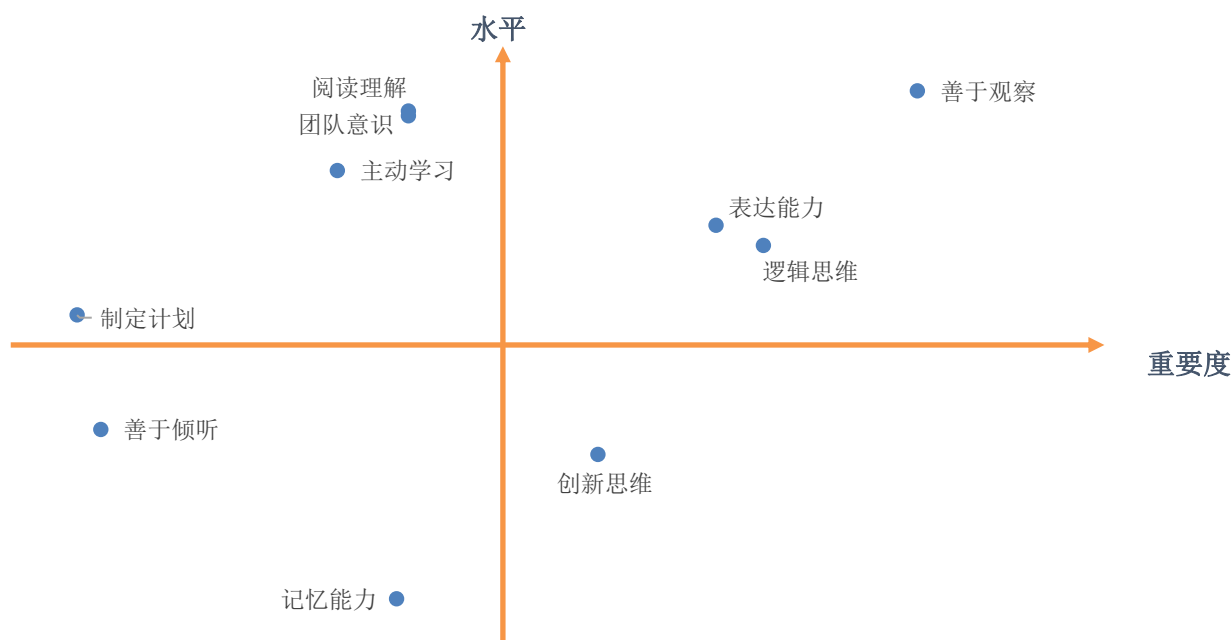 水平
阅读理解
善于观察
团队意识
主动学习
表达能力
逻辑思维
制定计划
重要度
善于倾听
创新思维
记忆能力